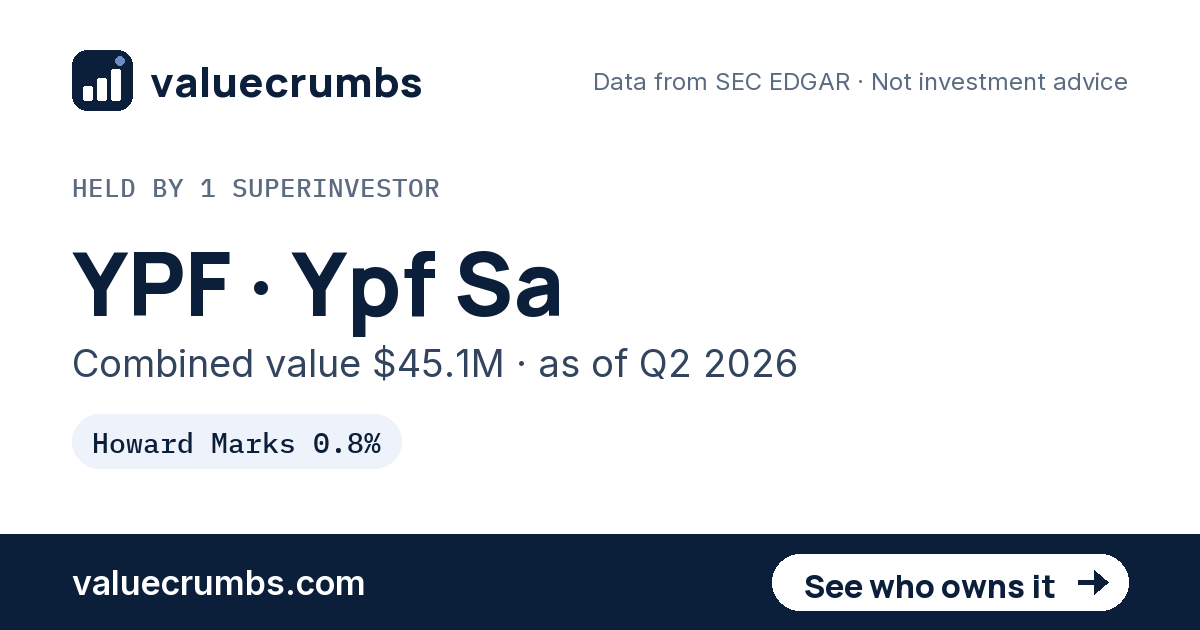 valuecrumbs
Data from SEC EDGAR · Not investment advice
HELD BY 1 SUPERINVESTOR
YPF · Ypf Sa
Combined value $45.1M · as of Q2 2026
Howard Marks 0.8%
valuecrumbs.com
See who owns it →